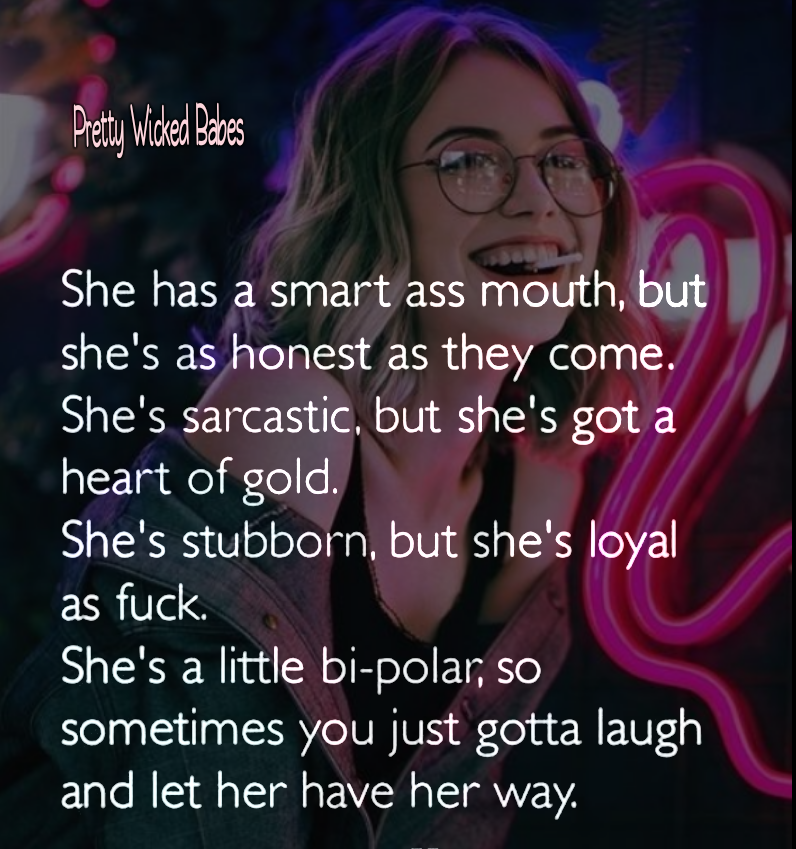 Pretty Wicked Babes
She has a smart ass mouth, but
she's as honest as they come.
She's sarcastic, but she's got a
heart of gold.
She's stubborn, but she's loyal
as fuck.
She's a little bi-polar, so
sometimes you just gotta laugh
and let her have her way.